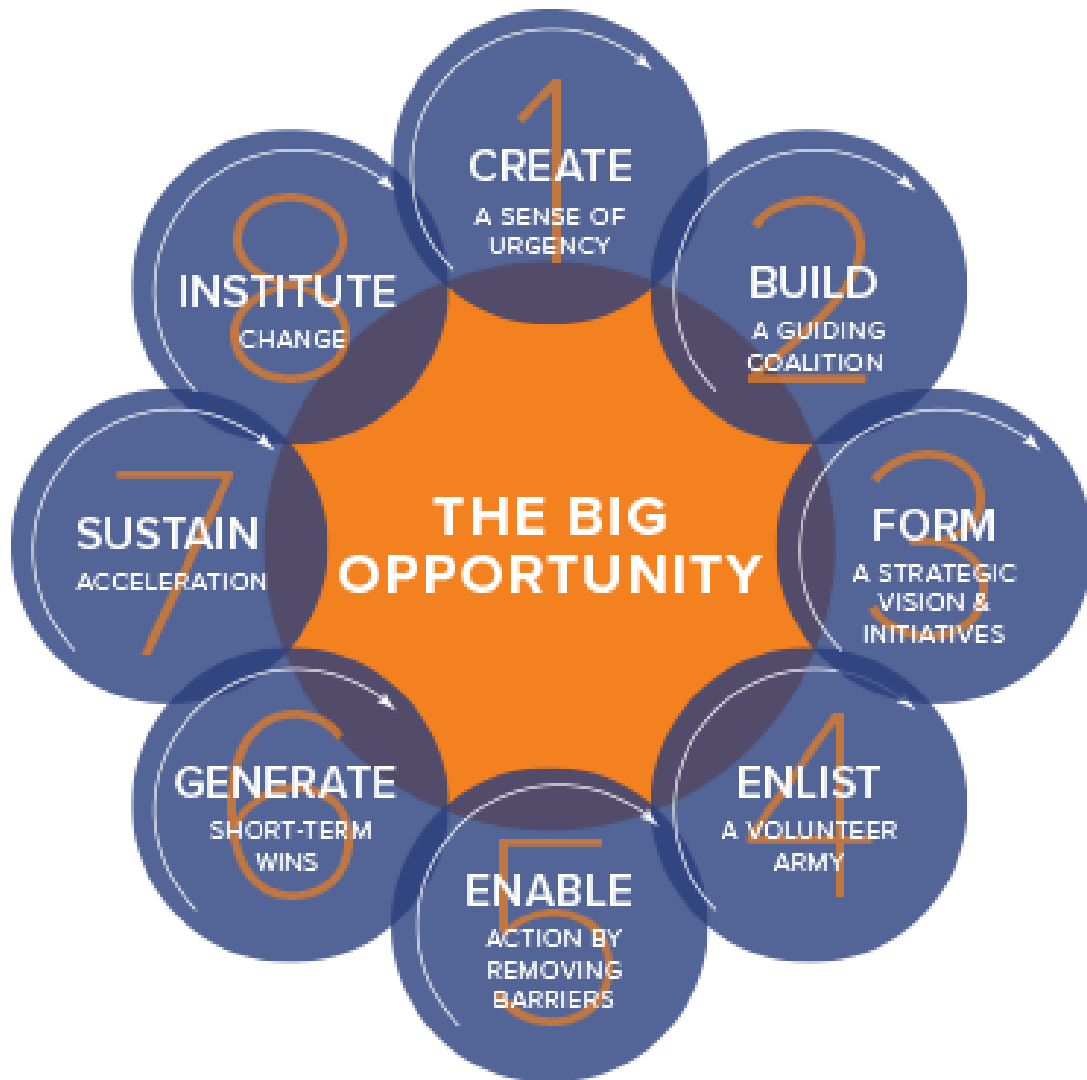 1
CREATE
A SENSE OF
URGENCY
2
BUILD
A GUIDING
COALITION
3
FORM
A STRATEGIC
VISION &
INITIATIVES
4
ENLIST
A VOLUNTEER
ARMY
5
ENABLE
ACTION BY
REMOVING
BARRIERS
6
GENERATE
SHORT-TERM
WINS
7
SUSTAIN
ACCELERATION
8
INSTITUTE
CHANGE
THE BIG
OPPORTUNITY